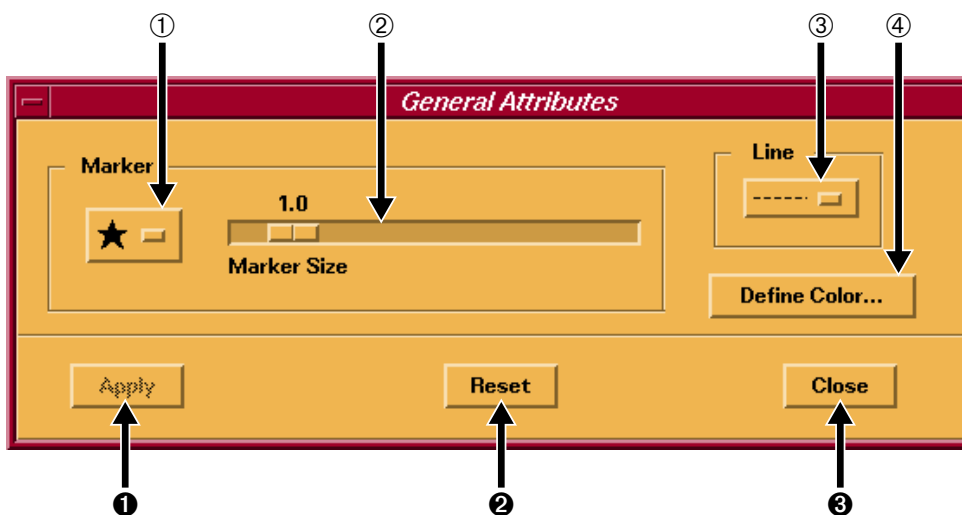 ① ② ③ ④
General Attributes
Marker
Line
1.0
Marker Size
Define Color...
Apply Reset Close
❶ ❷ ❸